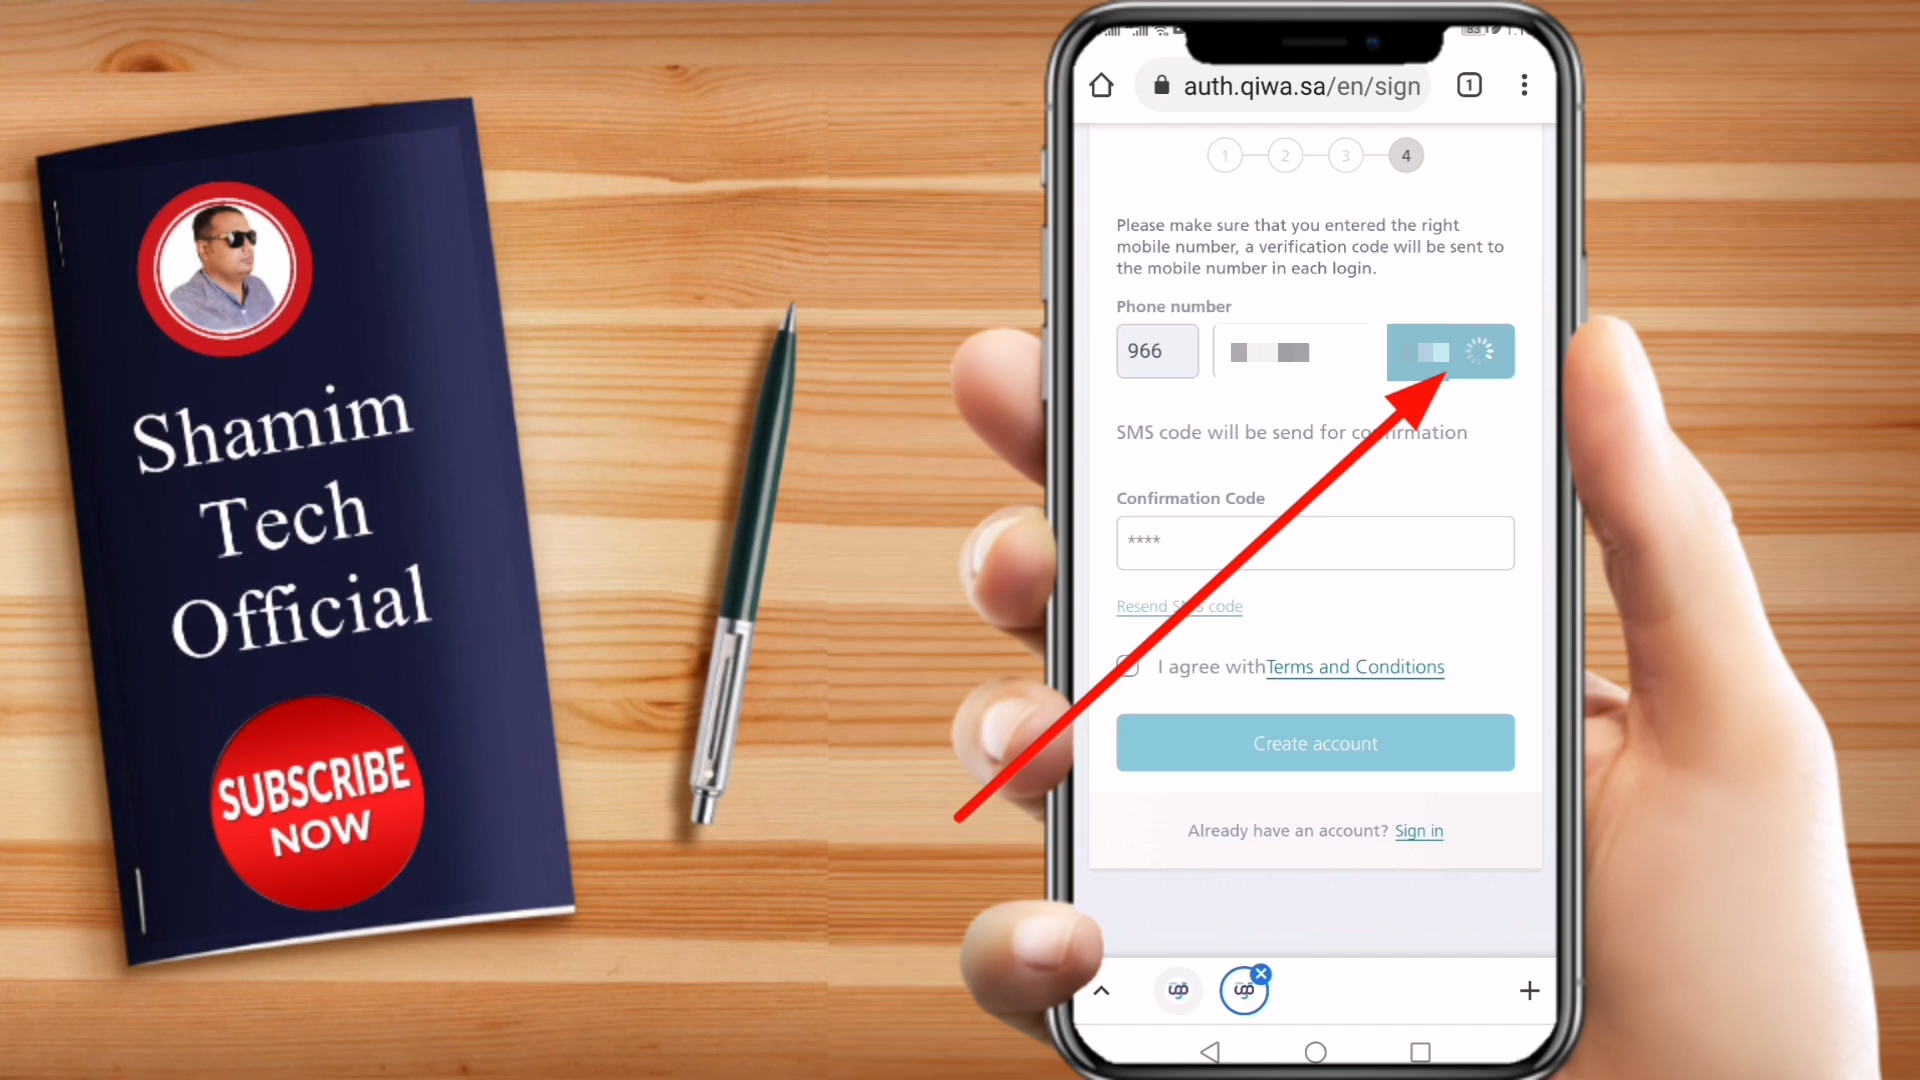 Shamim
Tech
Official
SUBSCRIBE
NOW
auth.qiwa.sa/en/sign
1
1
2
3
4
Please make sure that you entered the right
mobile number, a verification code will be sent to
the mobile number in each login.
Phone number
966
SMS code will be send for confirmation
Confirmation Code
****
Resend SMS code
I agree withTerms and Conditions
Create account
Already have an account? Sign in